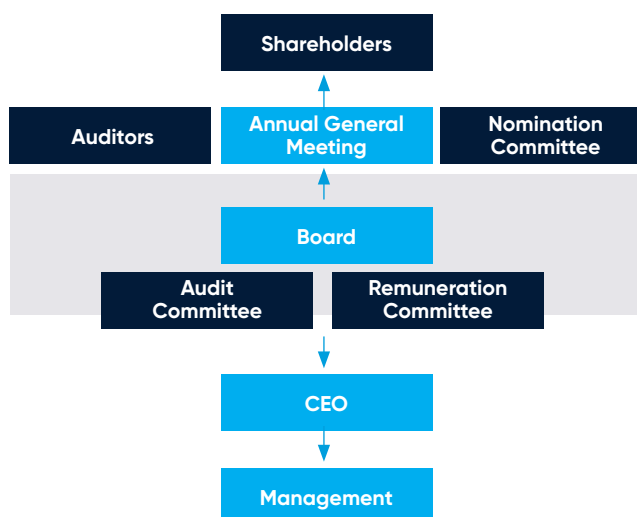 Shareholders
Auditors
Annual General
Meeting
Nomination
Committee
Board
Audit
Committee
Remuneration
Committee
CEO
Management